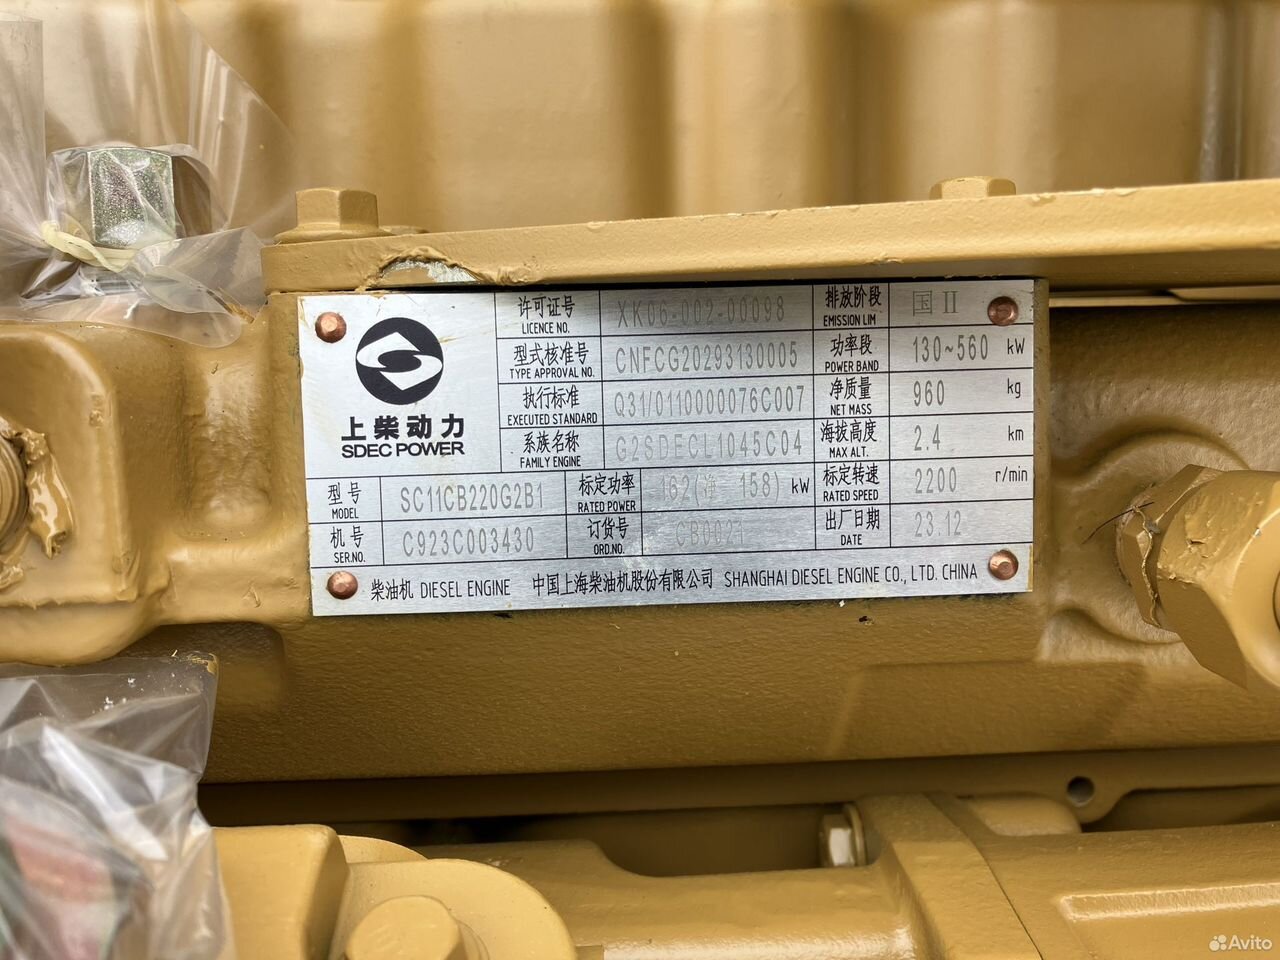 许可证号 XK06-002-00098 排放阶段 国Ⅱ
LICENCE NO. EMISSION LIM
型式核准号 CNFCG20293130005 功率段 130~560 kW
TYPE APPROVAL NO. POWER BAND
执行标准 Q31/0110000076C007 净质量 960 kg
EXECUTED STANDARD NET MASS
系族名称 G2SDECL1045C04 海拔高度 2.4 km
FAMILY ENGINE MAX ALT.
上柴动力
SDEC POWER
型号 SC11CB220G2B1 标定功率 162(净 158) kW 标定转速 2200 r/min
MODEL RATED POWER RATED SPEED
机号 C923C003430 订货号 CB0021 出厂日期 23.12
SER.NO. ORD.NO. DATE
柴油机 DIESEL ENGINE 中国上海柴油机股份有限公司 SHANGHAI DIESEL ENGINE CO., LTD. CHINA
Avito